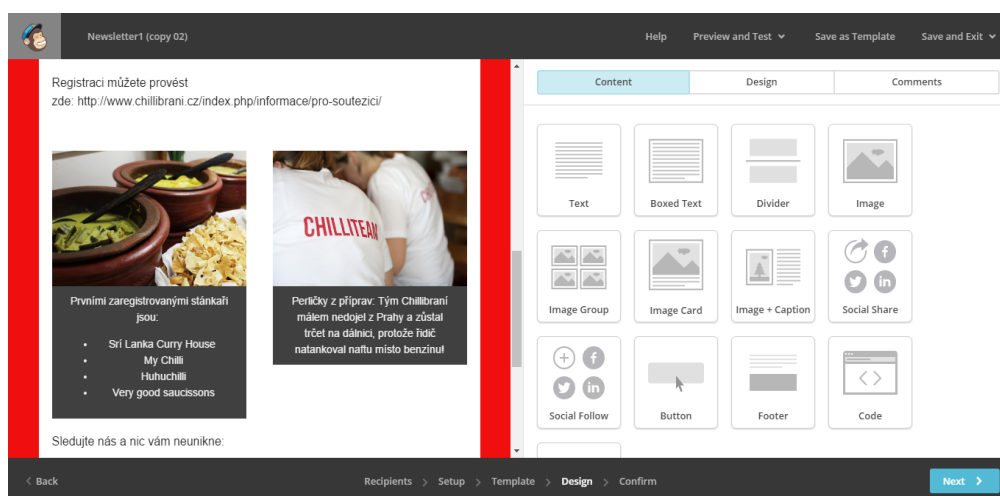 Newsletter1 (copy 02)
Help
Preview and Test
Save as Template
Save and Exit
Registraci můžete provést
zde: http://www.chillibrani.cz/index.php/informace/pro-soutezici/
CHILLITEAM
Prvními zaregistrovanými stánkaři
jsou:
• Srí Lanka Curry House
• My Chilli
• Huhuchilli
• Very good saucissons
Perličky z příprav: Tým Chillibraní
málem nedojel z Prahy a zůstal
trčet na dálnici, protože řidič
natankoval naftu místo benzínu!
Sledujte nás a nic vám neunikne:
Content
Design
Comments
Text
Boxed Text
Divider
Image
Image Group
Image Card
Image + Caption
Social Share
Social Follow
Button
Footer
Code
< Back
Recipients > Setup > Template > Design > Confirm
Next >